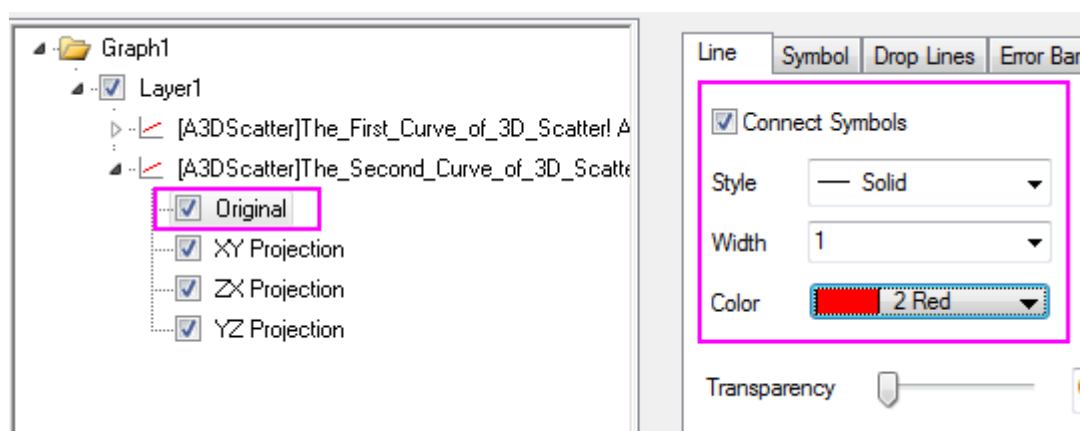 Graph1
Layer1
[A3DScatter]The_First_Curve_of_3D_Scatter! A
[A3DScatter]The_Second_Curve_of_3D_Scatte
Original
XY Projection
ZX Projection
YZ Projection
Line Symbol Drop Lines Error Bar
Connect Symbols
Style Solid
Width 1
Color 2 Red
Transparency